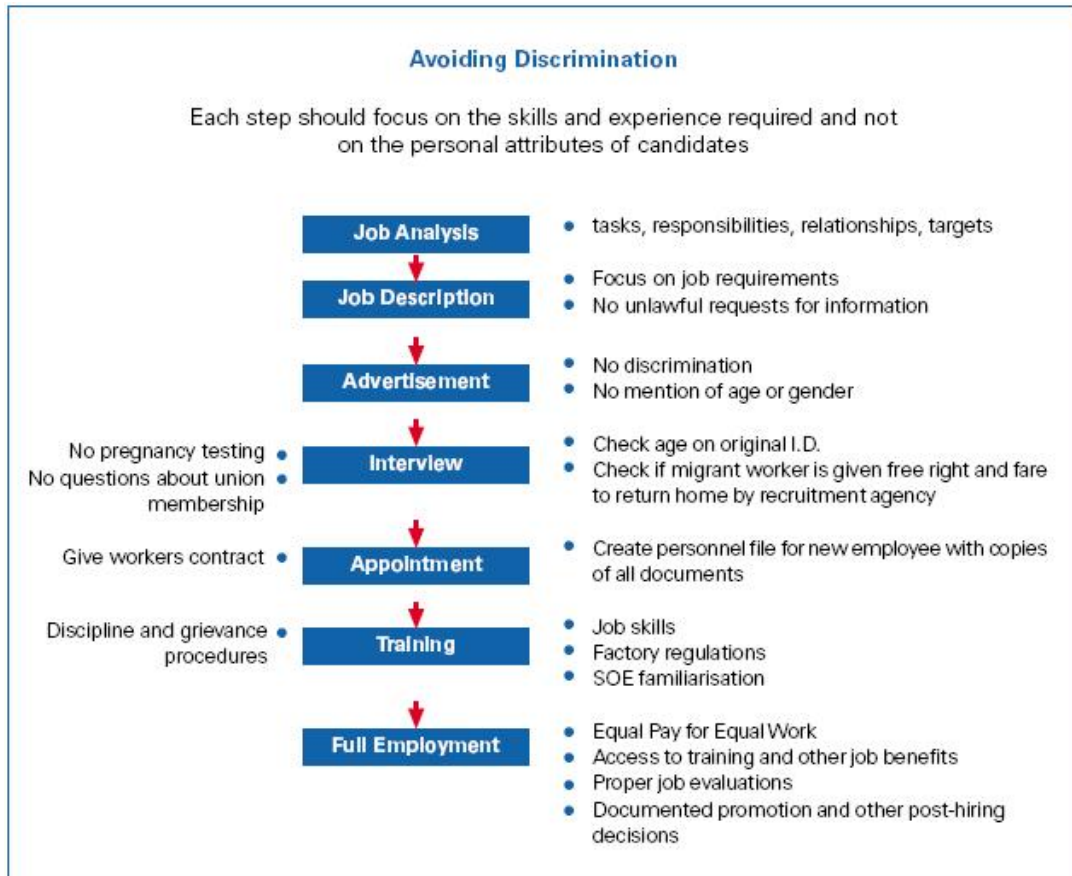 Avoiding Discrimination
Each step should focus on the skills and experience required and not
on the personal attributes of candidates
Job Analysis
• tasks, responsibilities, relationships, targets
Job Description
• Focus on job requirements
• No unlawful requests for information
Advertisement
• No discrimination
• No mention of age or gender
No pregnancy testing •
No questions about union •
membership
Interview
• Check age on original I.D.
• Check if migrant worker is given free right and fare
to return home by recruitment agency
Give workers contract •
Appointment
• Create personnel file for new employee with copies
of all documents
Discipline and grievance •
procedures
Training
• Job skills
• Factory regulations
• SOE familiarisation
Full Employment
• Equal Pay for Equal Work
• Access to training and other job benefits
• Proper job evaluations
• Documented promotion and other post-hiring
decisions